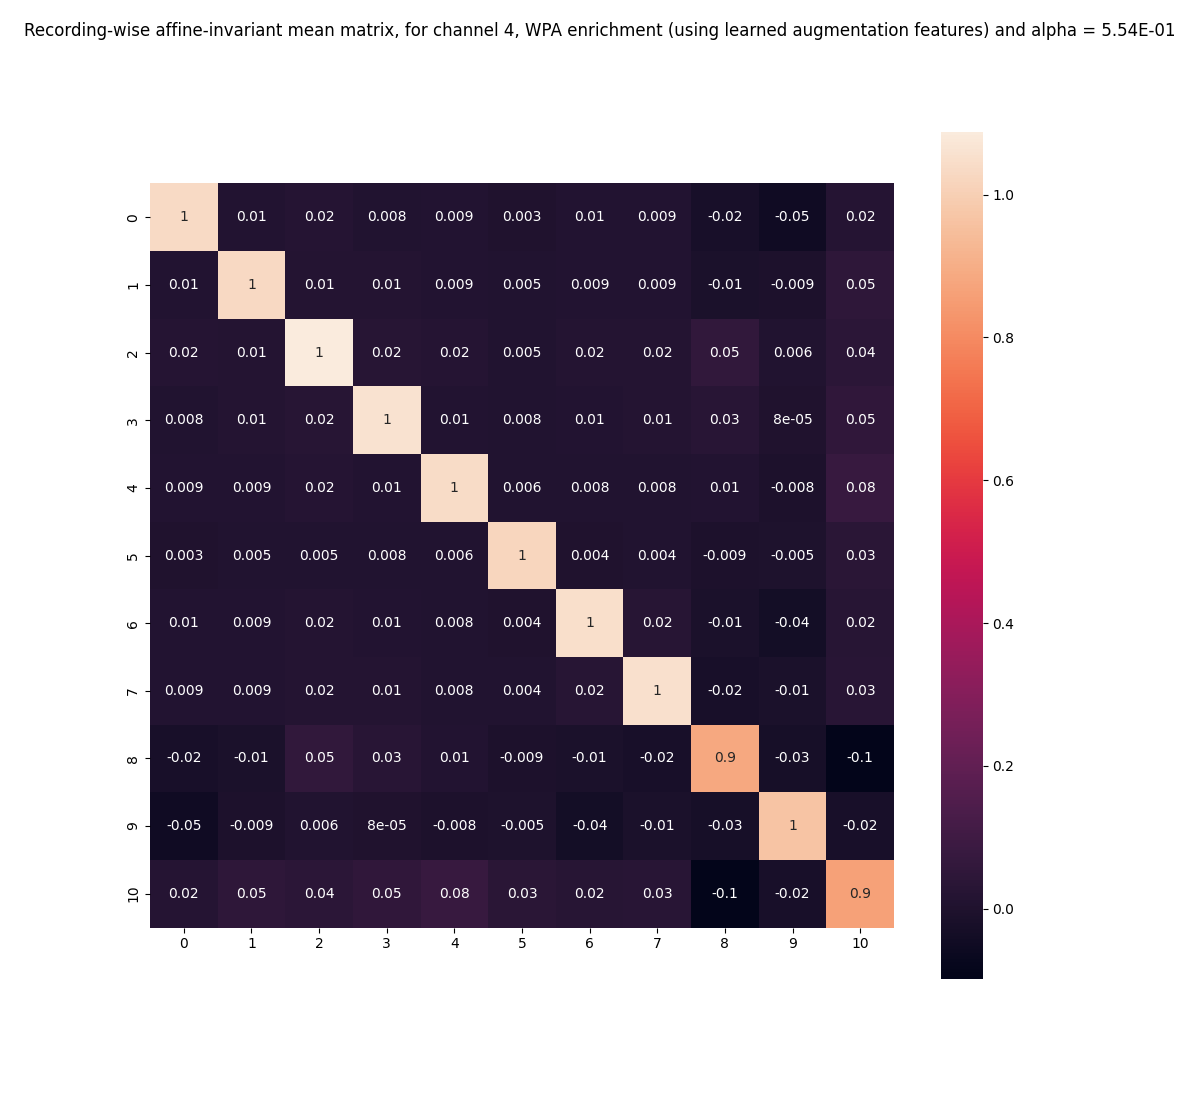 Recording-wise affine-invariant mean matrix, for channel 4, WPA enrichment (using learned augmentation features) and alpha = 5.54E-01
0 1 0.01 0.02 0.008 0.009 0.003 0.01 0.009 -0.02 -0.05 0.02
1 0.01 1 0.01 0.01 0.009 0.005 0.009 0.009 -0.01 -0.009 0.05
2 0.02 0.01 1 0.02 0.02 0.005 0.02 0.02 0.05 0.006 0.04
3 0.008 0.01 0.02 1 0.01 0.008 0.01 0.01 0.03 8e-05 0.05
4 0.009 0.009 0.02 0.01 1 0.006 0.008 0.008 0.01 -0.008 0.08
5 0.003 0.005 0.005 0.008 0.006 1 0.004 0.004 -0.009 -0.005 0.03
6 0.01 0.009 0.02 0.01 0.008 0.004 1 0.02 -0.01 -0.04 0.02
7 0.009 0.009 0.02 0.01 0.008 0.004 0.02 1 -0.02 -0.01 0.03
8 -0.02 -0.01 0.05 0.03 0.01 -0.009 -0.01 -0.02 0.9 -0.03 -0.1
9 -0.05 -0.009 0.006 8e-05 -0.008 -0.005 -0.04 -0.01 -0.03 1 -0.02
10 0.02 0.05 0.04 0.05 0.08 0.03 0.02 0.03 -0.1 -0.02 0.9
0 1 2 3 4 5 6 7 8 9 10
1.0
0.8
0.6
0.4
0.2
0.0